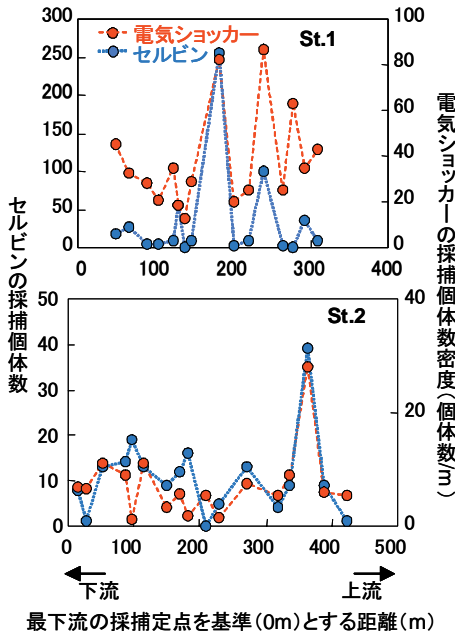 電気ショッカー
セルビン
St.1
300
250
200
150
100
50
0
100
80
60
40
20
0
0 100 200 300 400
セルビンの採捕個体数
電気ショッカーの採捕個体数密度(個体数/m)
St.2
50
40
30
20
10
0
40
20
0
0 100 200 300 400 500
下流 上流
最下流の採捕定点を基準(0m)とする距離(m)